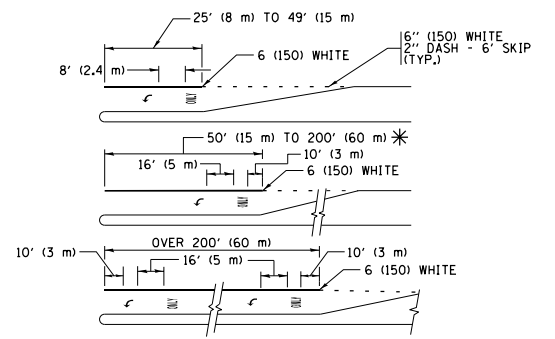 25' (8 m) TO 49' (15 m)
6" (150) WHITE
2" DASH - 6' SKIP
(TYP.)
8' (2.4 m)
6 (150) WHITE
ONLY
50' (15 m) TO 200' (60 m)
16' (5 m)
10' (3 m)
6 (150) WHITE
ONLY
OVER 200' (60 m)
10' (3 m)
16' (5 m)
10' (3 m)
6 (150) WHITE
ONLY
ONLY